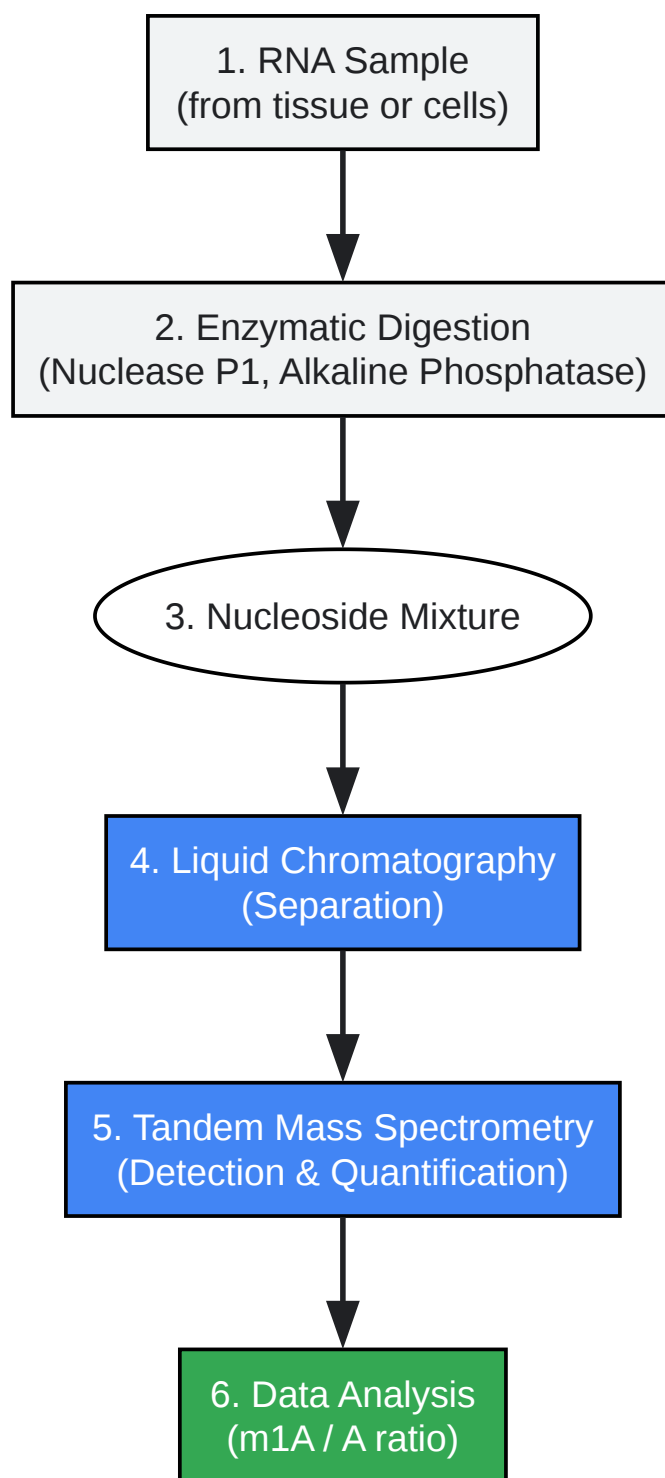 1. RNA Sample
(from tissue or cells)
2. Enzymatic Digestion
(Nuclease P1, Alkaline Phosphatase)
3. Nucleoside Mixture
4. Liquid Chromatography
(Separation)
5. Tandem Mass Spectrometry
(Detection & Quantification)
6. Data Analysis
(m1A / A ratio)